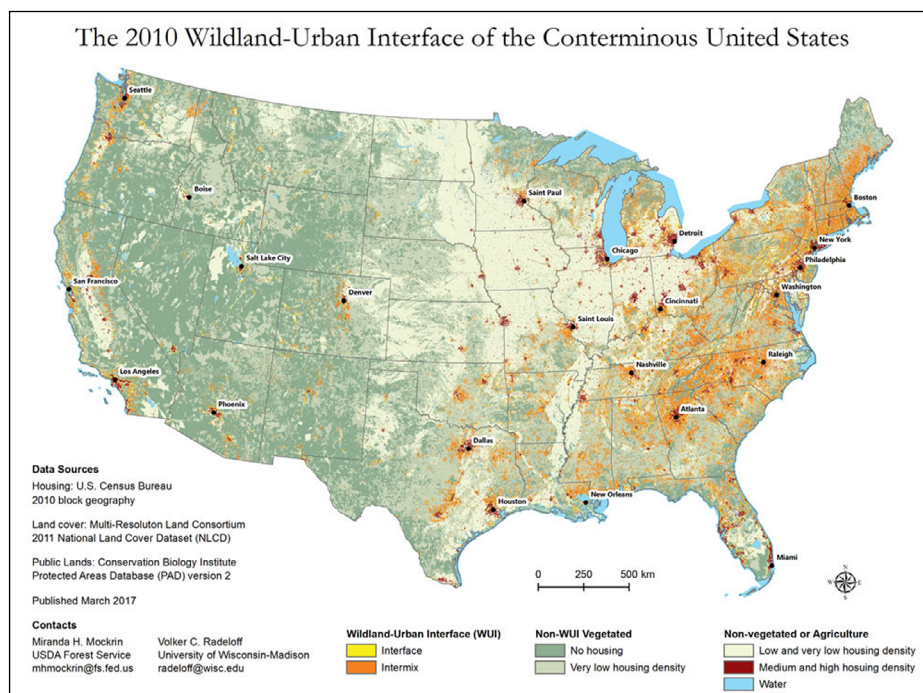 The 2010 Wildland-Urban Interface of the Conterminous United States
Seattle
Boise
Saint Paul
Boston
Detroit
New York
Chicago
Philadelphia
Salt Lake City
Washington
San Francisco
Denver
Cincinnati
Saint Louis
Raleigh
Nashville
Los Angeles
Phoenix
Atlanta
Dallas
Houston
New Orleans
Miami
Data Sources
Housing: U.S. Census Bureau
2010 block geography
Land cover: Multi-Resoluton Land Consortium
2011 National Land Cover Dataset (NLCD)
Public Lands: Conservation Biology Institute
Protected Areas Database (PAD) version 2
Published March 2017
Contacts
Miranda H. Mockrin
USDA Forest Service
mhmockrin@fs.fed.us
Volker C. Radeloff
University of Wisconsin-Madison
radeloff@wisc.edu
0 250 500 km
N
W E
S
Wildland-Urban Interface (WUI)
Interface
Intermix
Non-WUI Vegetated
No housing
Very low housing density
Non-vegetated or Agriculture
Low and very low housing density
Medium and high hosuing density
Water